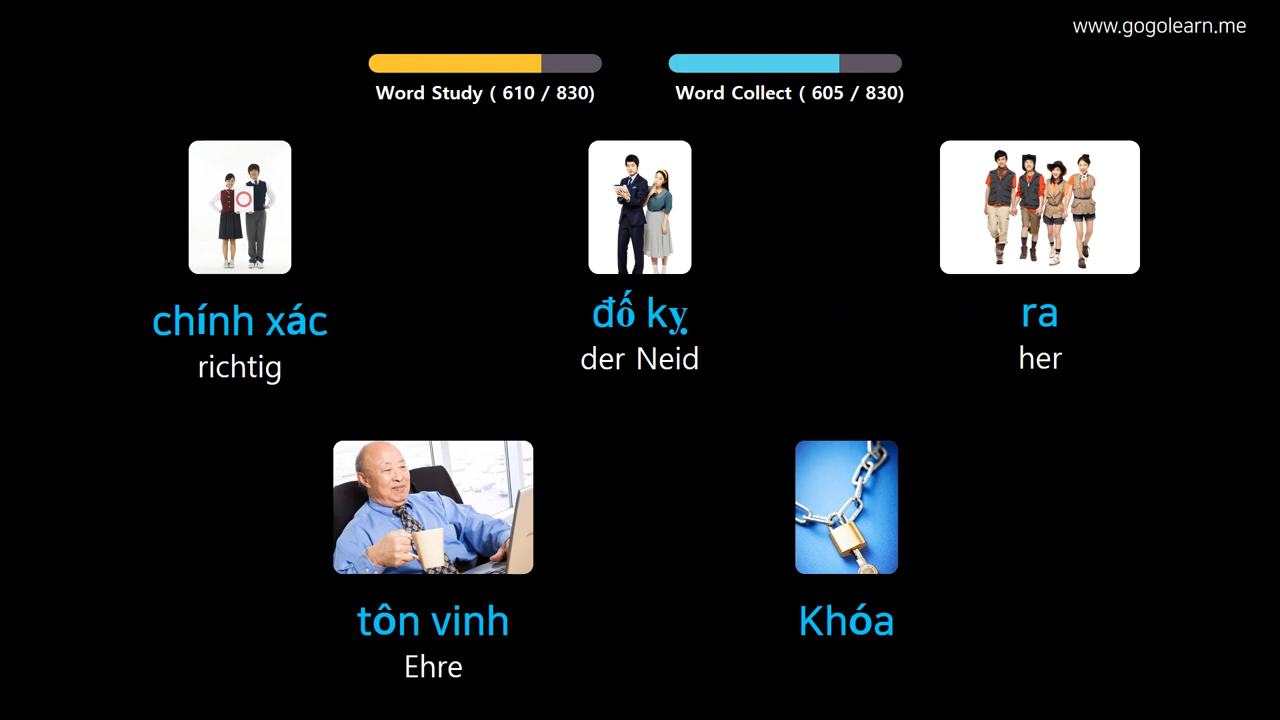 www.gogolearn.me
Word Study ( 610 / 830)
Word Collect ( 605 / 830)
chính xác
richtig
đố kỵ
der Neid
ra
her
tôn vinh
Ehre
Khóa